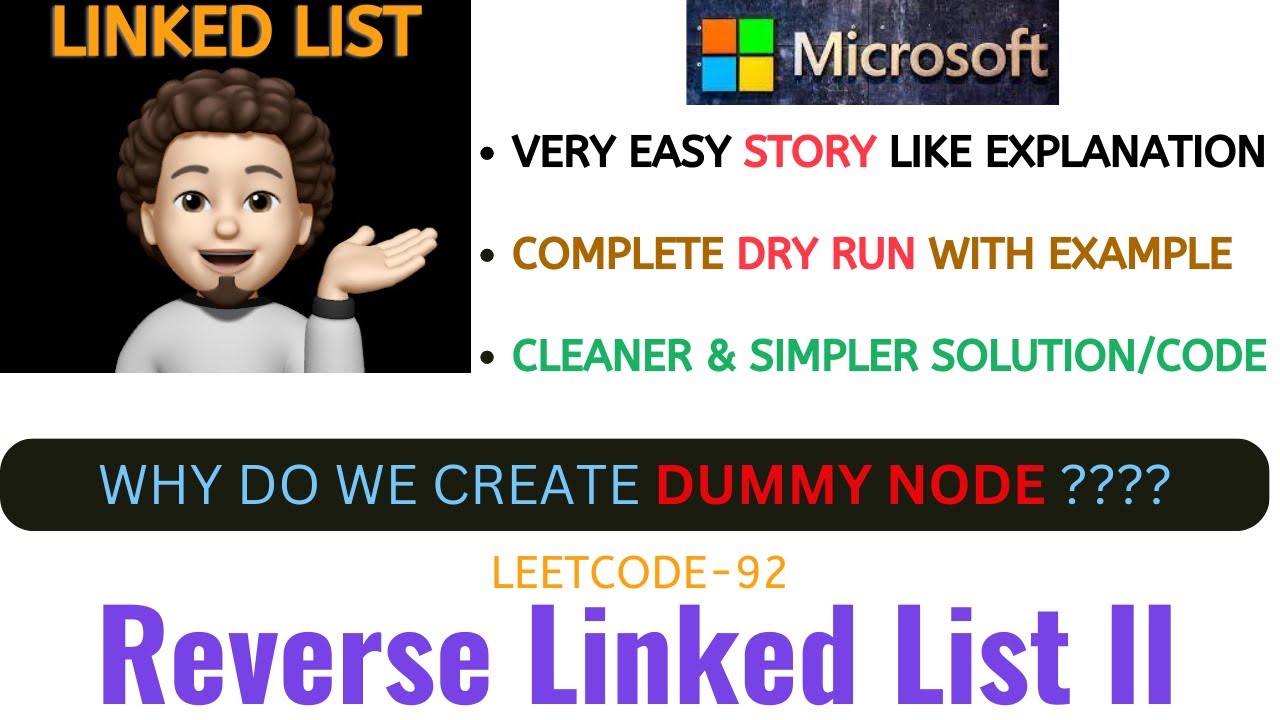 LINKED LIST
Microsoft
• VERY EASY STORY LIKE EXPLANATION
• COMPLETE DRY RUN WITH EXAMPLE
• CLEANER & SIMPLER SOLUTION/CODE
WHY DO WE CREATE DUMMY NODE ????
LEETCODE-92
Reverse Linked List II